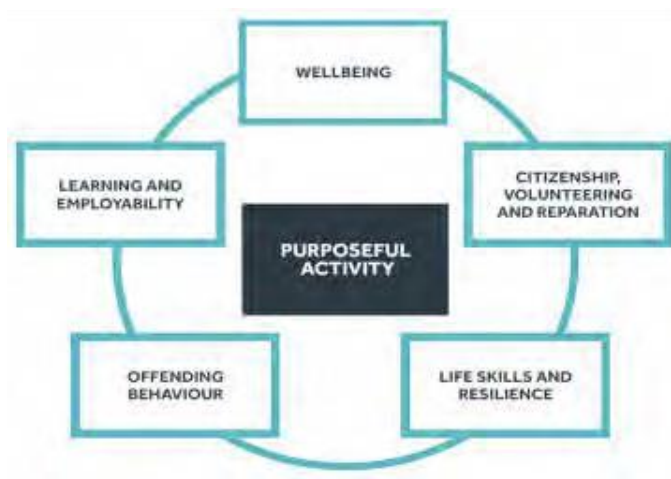 WELLBEING
CITIZENSHIP,
VOLUNTEERING
AND REPARATION
LIFE SKILLS AND
RESILIENCE
OFFENDING
BEHAVIOUR
LEARNING AND
EMPLOYABILITY
PURPOSEFUL
ACTIVITY